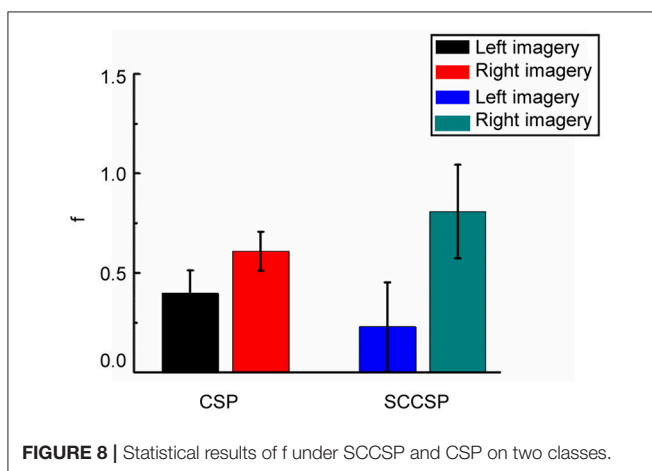 Left imagery
Right imagery
Left imagery
Right imagery
1.5
1.0
f
0.5
0.0
CSP SCCSP
FIGURE 8 | Statistical results of f under SCCSP and CSP on two classes.